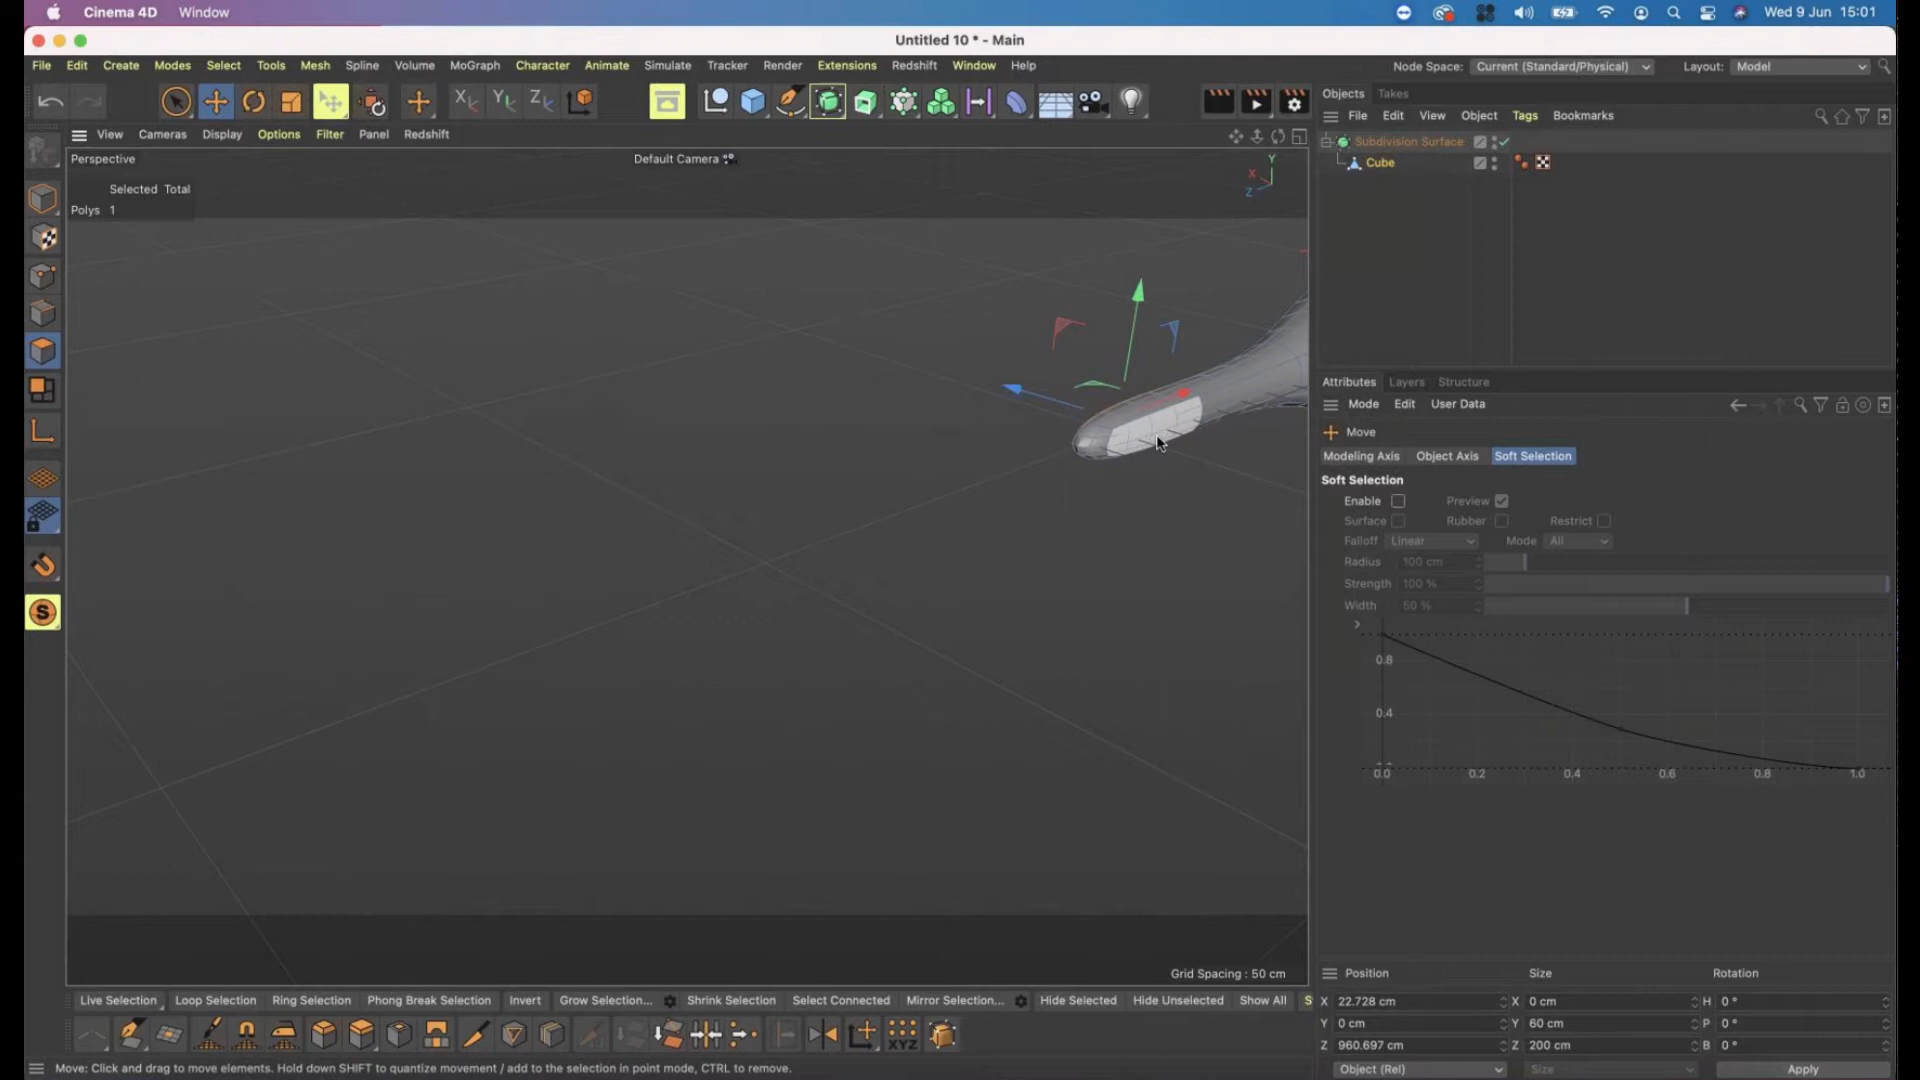 Cinema 4D Window Wed 9 Jun 15:01
Untitled 10 * - Main
File Edit Create Modes Select Tools Mesh Spline Volume MoGraph Character Animate Simulate Tracker Render Extensions Redshift Window Help Node Space: Current (Standard/Physical) Layout: Model
X Y Z
Objects Takes
File Edit View Object Tags Bookmarks
View Cameras Display Options Filter Panel Redshift
Subdivision Surface
Cube
Perspective Default Camera
Y
X
Z
Selected Total
Polys 1
Attributes Layers Structure
Mode Edit User Data
Move
Modeling Axis Object Axis Soft Selection
Soft Selection
Enable Preview
Surface Rubber Restrict
Falloff Linear Mode All
Radius 100 cm
Strength 100 %
Width 50 %
0.8
0.4
0.0 0.2 0.4 0.6 0.8 1.0
S
Grid Spacing : 50 cm
Position Size Rotation
X 22.728 cm X 0 cm H 0 °
Y 0 cm Y 60 cm P 0 °
Z 960.697 cm Z 200 cm B 0 °
Object (Rel) Size Apply
Live Selection Loop Selection Ring Selection Phong Break Selection Invert Grow Selection... Shrink Selection Select Connected Mirror Selection... Hide Selected Hide Unselected Show All S
XYZ
Move: Click and drag to move elements. Hold down SHIFT to quantize movement / add to the selection in point mode, CTRL to remove.